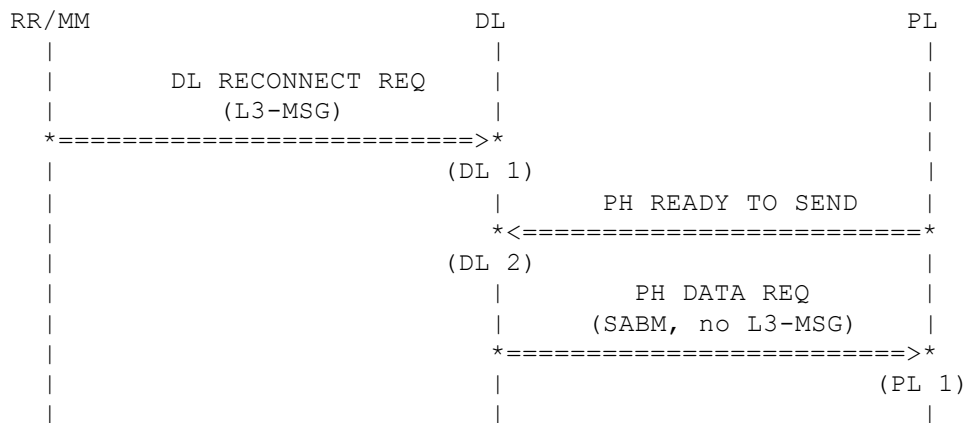 RR/MM DL PL
DL RECONNECT REQ
(L3-MSG)
(DL 1)
PH READY TO SEND
(DL 2)
PH DATA REQ
(SABM, no L3-MSG)
(PL 1)